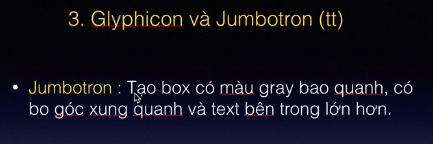 3. Glyphicon và Jumbotron (tt)
• Jumbotron : Tạo box có màu gray bao quanh, có
bo góc xung quanh và text bên trong lớn hơn.